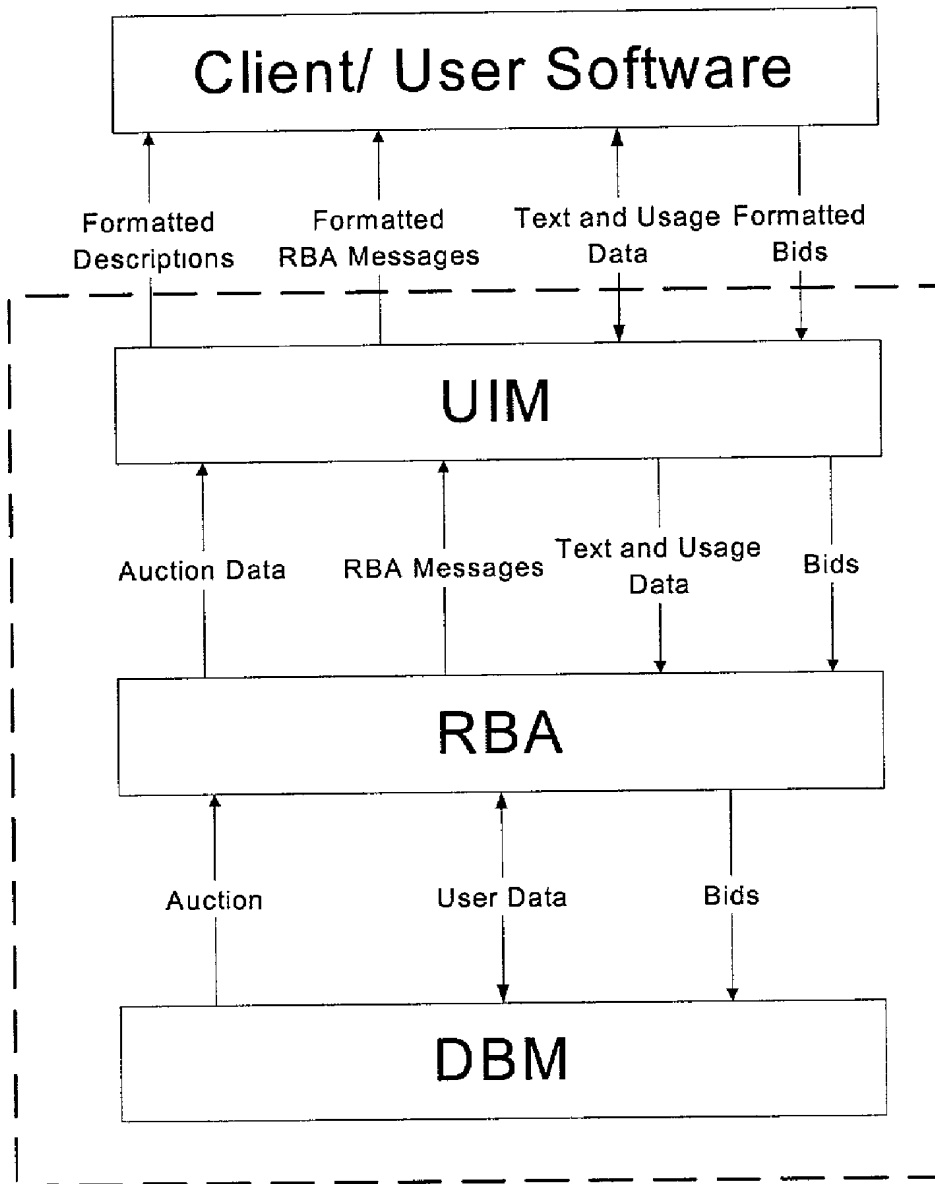 Client/ User Software
Formatted
Descriptions
Formatted
RBA Messages
Text and Usage
Data
Formatted
Bids
UIM
Auction Data
RBA Messages
Text and Usage
Data
Bids
RBA
Auction
User Data
Bids
DBM